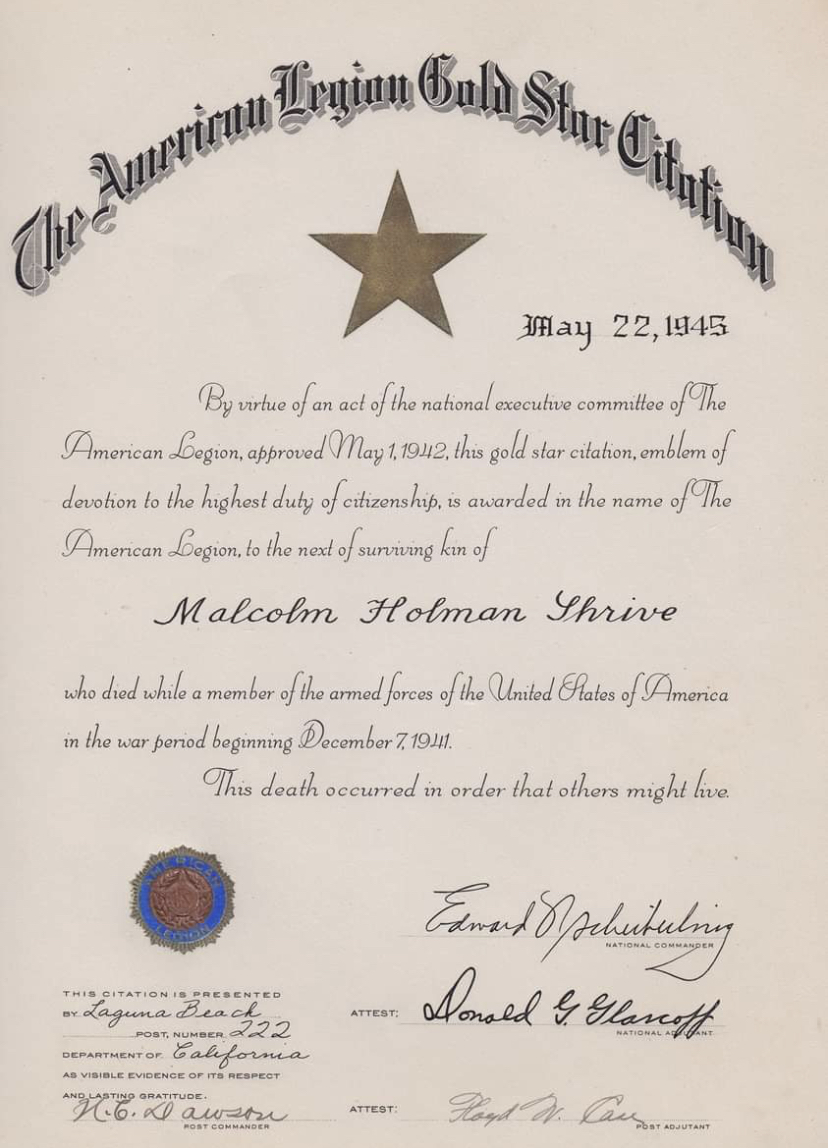 The American Legion Gold Star Citation
May 22, 1945
By virtue of an act of the national executive committee of The
American Legion, approved May 1, 1942, this gold star citation, emblem of
devotion to the highest duty of citizenship, is awarded in the name of The
American Legion, to the next of surviving kin of
Malcolm Holman Shrive
who died while a member of the armed forces of the United States of America
in the war period beginning December 7, 1941.
This death occurred in order that others might live.
AMERICAN
LEGION
Edward N Scheiberling
NATIONAL COMMANDER
THIS CITATION IS PRESENTED
BY Laguna Beach
POST, NUMBER 222
DEPARTMENT OF California
AS VISIBLE EVIDENCE OF ITS RESPECT
AND LASTING GRATITUDE.
ATTEST: Donald G. Glascoff
NATIONAL ADJUTANT
N. C. Dawson
POST COMMANDER
ATTEST: Floyd W.
POST ADJUTANT